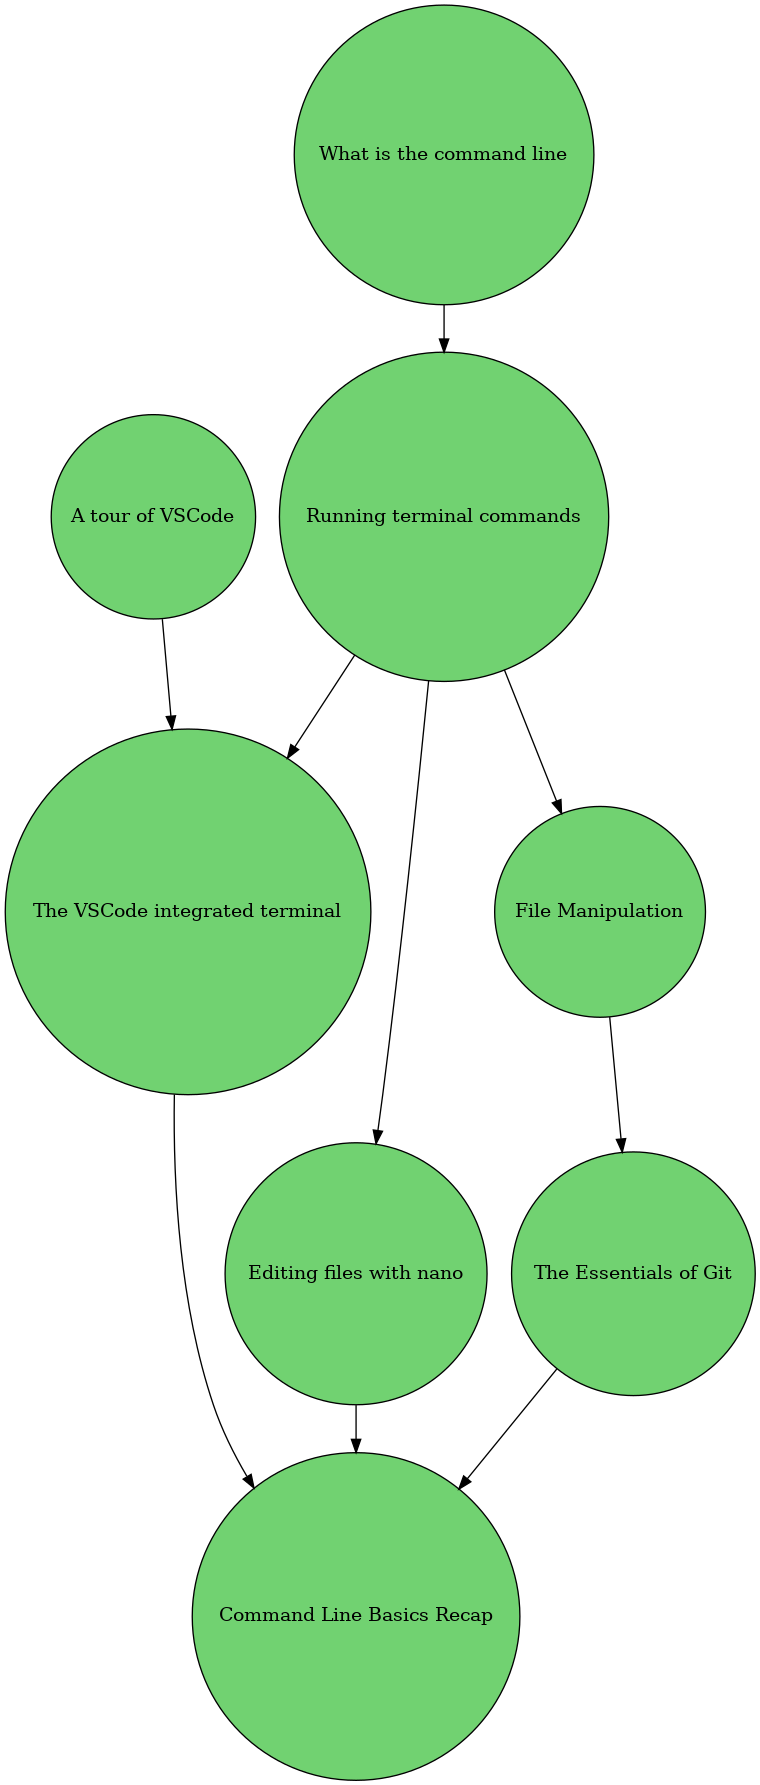 What is the command line
A tour of VSCode
Running terminal commands
The VSCode integrated terminal
File Manipulation
Editing files with nano
The Essentials of Git
Command Line Basics Recap